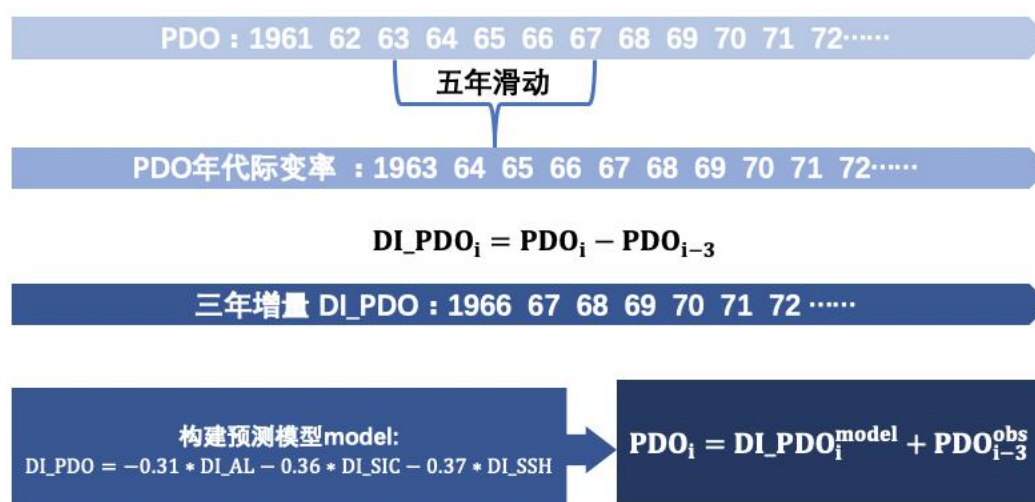 PDO：1961 62 63 64 65 66 67 68 69 70 71 72……
五年滑动
PDO年代际变率 ：1963 64 65 66 67 68 69 70 71 72……
DI_PDOᵢ = PDOᵢ − PDOᵢ₋₃
三年增量 DI_PDO：1966 67 68 69 70 71 72 ……
构建预测模型model:
DI_PDO = −0.31 * DI_AL − 0.36 * DI_SIC − 0.37 * DI_SSH
PDOᵢ = DI_PDOᵢᵐᵒᵈᵉˡ + PDOᵢ₋₃ᵒᵇˢ